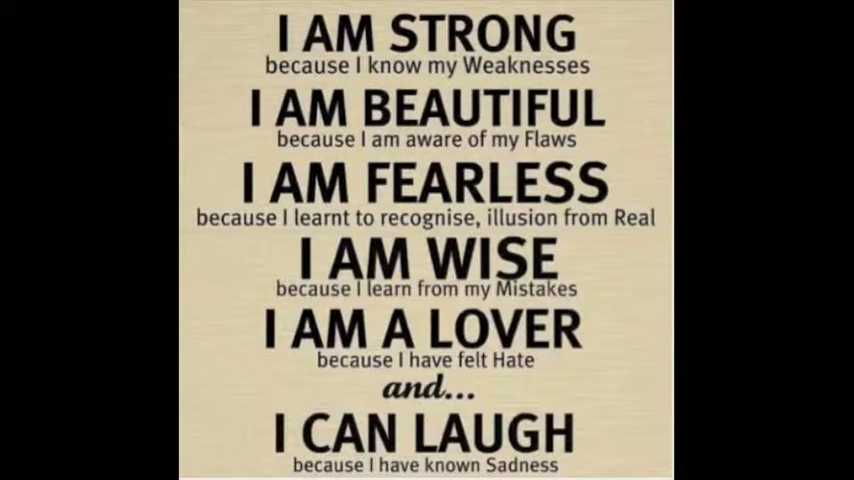 I AM STRONG
because I know my Weaknesses
I AM BEAUTIFUL
because I am aware of my Flaws
I AM FEARLESS
because I learnt to recognise, illusion from Real
I AM WISE
because I learn from my Mistakes
I AM A LOVER
because I have felt Hate
and...
I CAN LAUGH
because I have known Sadness